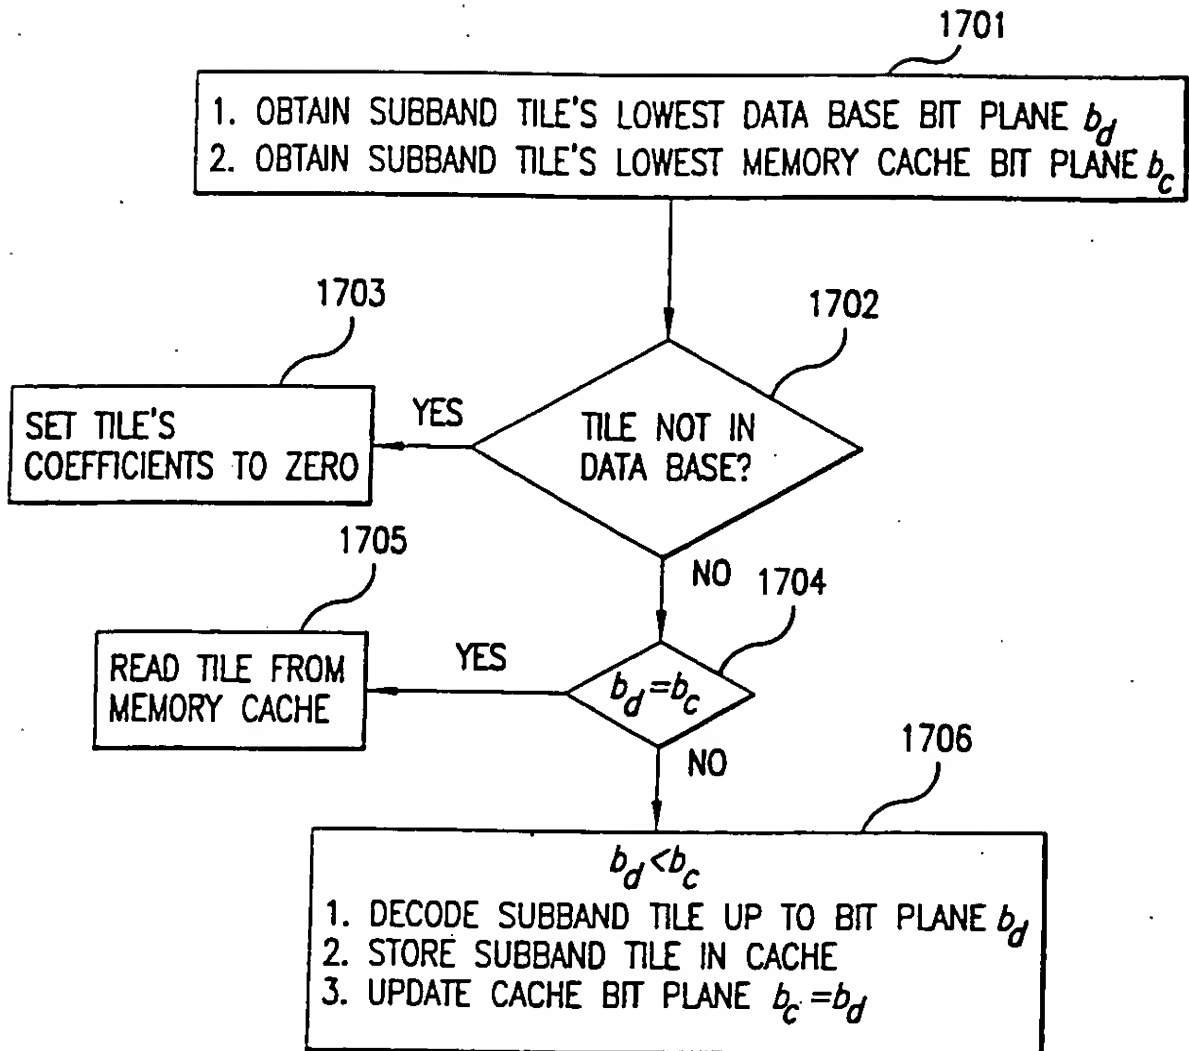 1701
1. OBTAIN SUBBAND TILE'S LOWEST DATA BASE BIT PLANE b_d
2. OBTAIN SUBBAND TILE'S LOWEST MEMORY CACHE BIT PLANE b_c
1703
1702
SET TILE'S
COEFFICIENTS TO ZERO
YES
TILE NOT IN
DATA BASE?
1705
NO
1704
READ TILE FROM
MEMORY CACHE
YES
b_d=b_c
NO
1706
b_d<b_c
1. DECODE SUBBAND TILE UP TO BIT PLANE b_d
2. STORE SUBBAND TILE IN CACHE
3. UPDATE CACHE BIT PLANE b_c=b_d